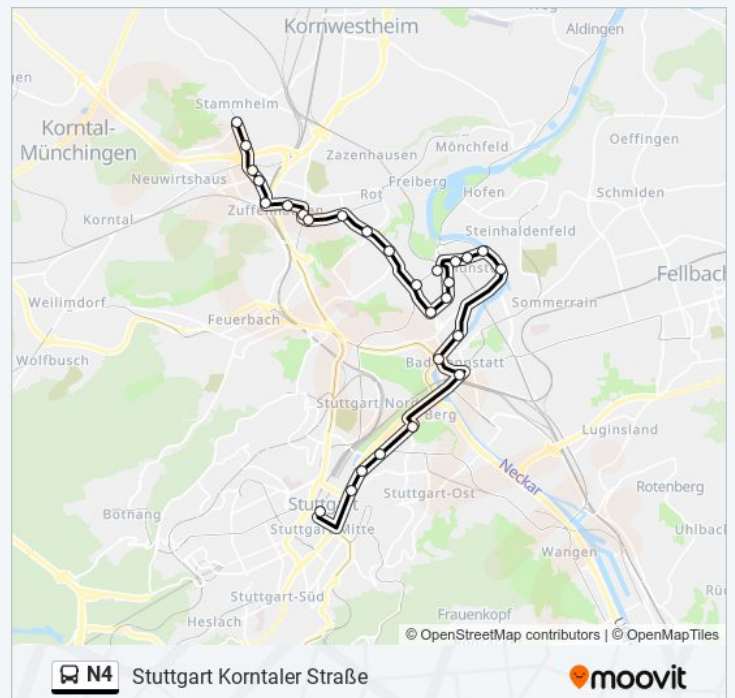 Kornwestheim
Aldingen
Stammheim
Korntal-
Münchingen
Oeffingen
Mönchfeld
Zazenhausen
Neuwirtshaus
Freiberg
Hofen
Schmiden
Rot
Korntal
Steinhaldenfeld
Fellbach
Weilimdorf
Sommerrain
Feuerbach
Wolfbusch
Stuttgart Nord
Berg
Luginsland
Neckar
Rotenberg
Stuttgart-Ost
Stuttgart
Botnang
Stuttgart-Mitte
Uhlbac
Wangen
Stuttgart-Süd
Heslach
Frauenkopf
© OpenStreetMap contributors | © OpenMapTiles
N4 Stuttgart Korntaler Straße
moovit